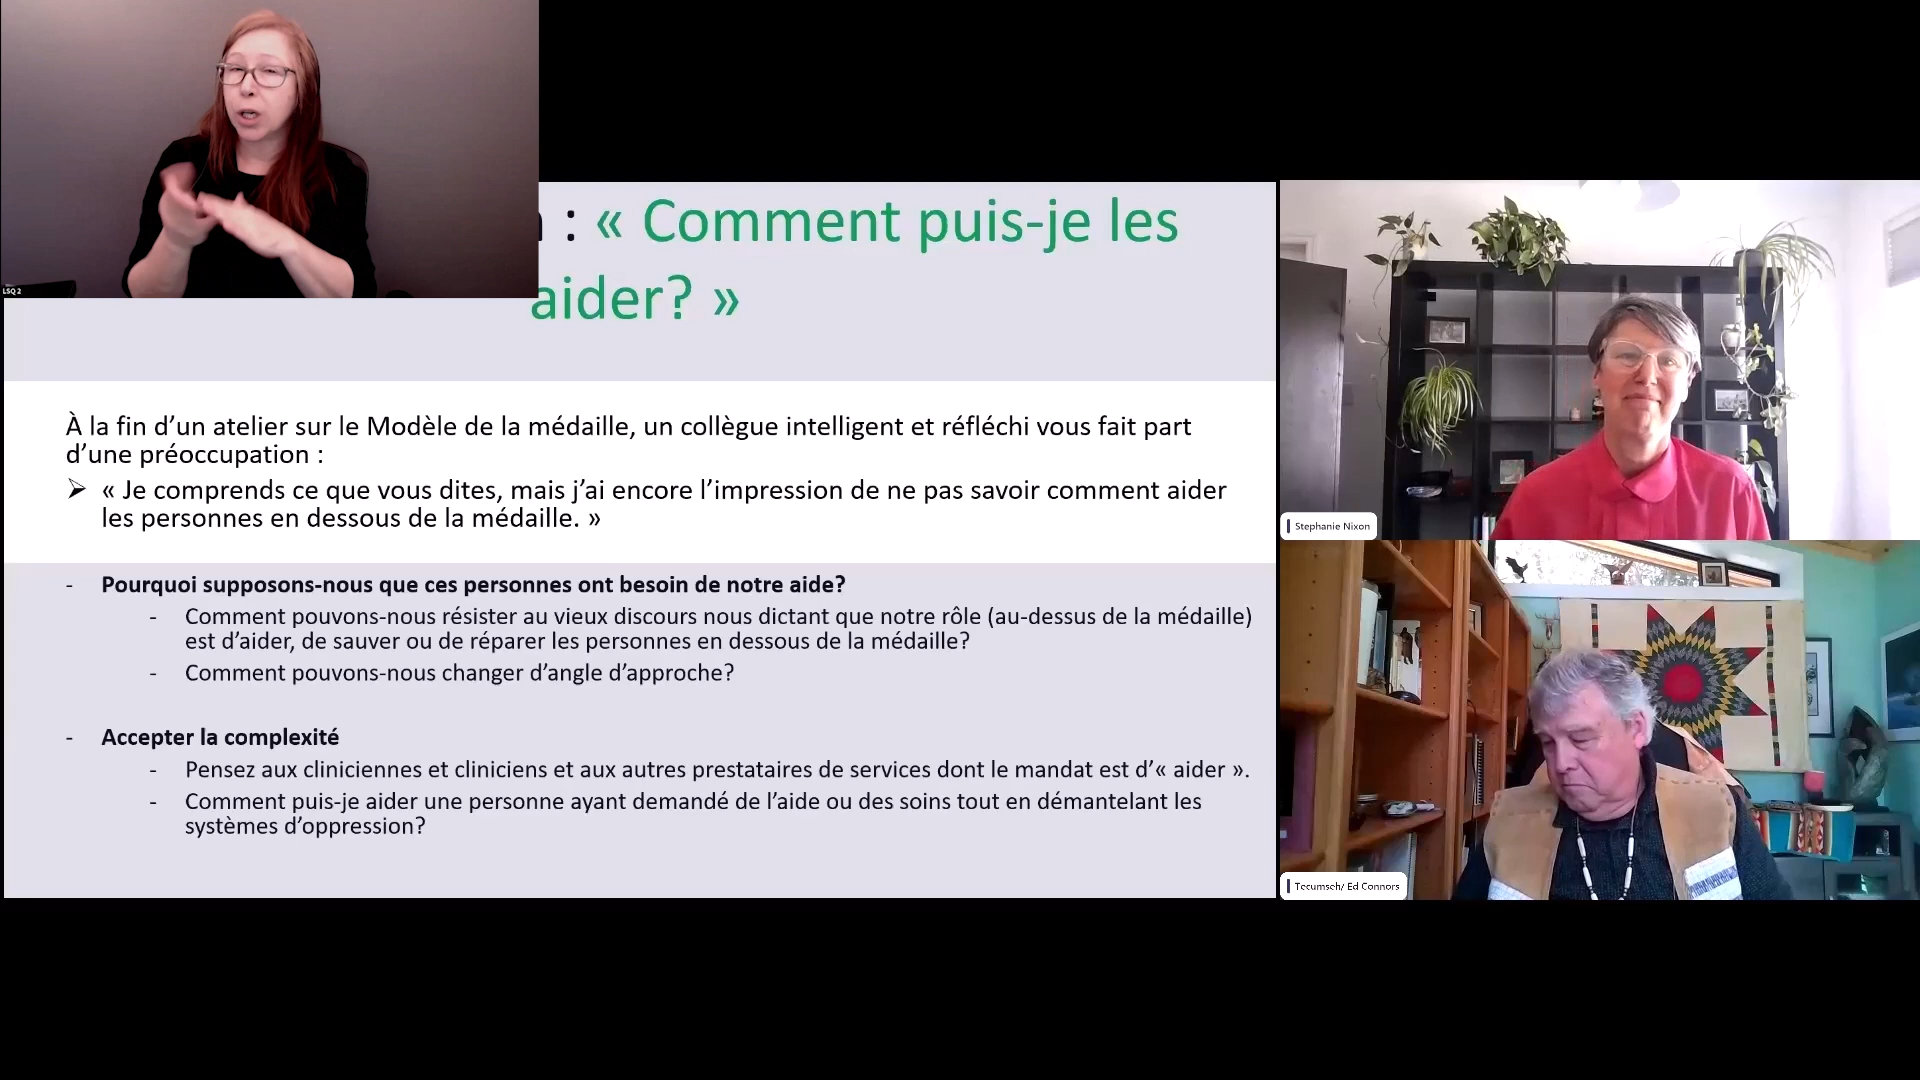 LSQ 2
: « Comment puis-je les
aider? »
À la fin d’un atelier sur le Modèle de la médaille, un collègue intelligent et réfléchi vous fait part
d’une préoccupation :
➢ « Je comprends ce que vous dites, mais j’ai encore l’impression de ne pas savoir comment aider
les personnes en dessous de la médaille. »
- Pourquoi supposons-nous que ces personnes ont besoin de notre aide?
- Comment pouvons-nous résister au vieux discours nous dictant que notre rôle (au-dessus de la médaille)
est d’aider, de sauver ou de réparer les personnes en dessous de la médaille?
- Comment pouvons-nous changer d’angle d’approche?
- Accepter la complexité
- Pensez aux cliniciennes et cliniciens et aux autres prestataires de services dont le mandat est d’« aider ».
- Comment puis-je aider une personne ayant demandé de l’aide ou des soins tout en démantelant les
systèmes d’oppression?
Stephanie Nixon
Tecumseh/ Ed Connors